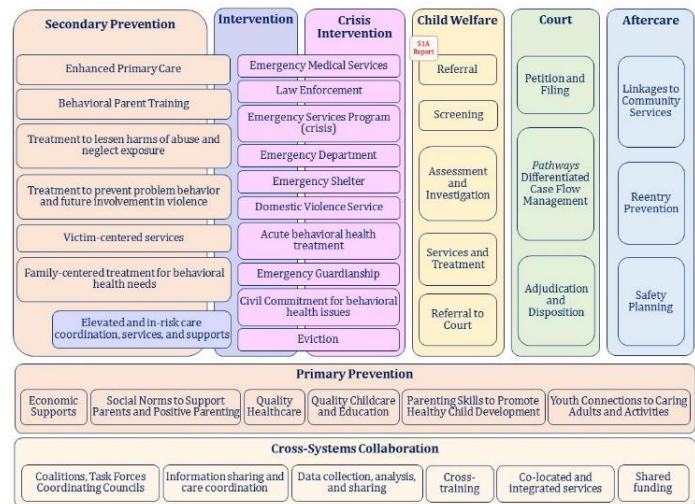 Secondary Prevention
Enhanced Primary Care
Behavioral Parent Training
Treatment to lessen harms of abuse and
neglect exposure
Treatment to prevent problem behavior
and future involvement in violence
Victim-centered services
Family-centered treatment for behavioral
health needs
Elevated and in-risk care
coordination, services, and supports
Intervention
Crisis
Intervention
Emergency Medical Services
Law Enforcement
Emergency Services Program
(crisis)
Emergency Department
Emergency Shelter
Domestic Violence Service
Acute behavioral health
treatment
Emergency Guardianship
Civil Commitment for behavioral
health issues
Eviction
Child Welfare
51A
Report
Referral
Screening
Assessment
and
Investigation
Services and
Treatment
Referral to
Court
Court
Petition and
Filing
Pathways
Differentiated
Case Flow
Management
Adjudication
and
Disposition
Aftercare
Linkages to
Community
Services
Reentry
Prevention
Safety
Planning
Primary Prevention
Economic
Supports
Social Norms to Support
Parents and Positive Parenting
Quality
Healthcare
Quality Childcare
and Education
Parenting Skills to Promote
Healthy Child Development
Youth Connections to Caring
Adults and Activities
Cross-Systems Collaboration
Coalitions, Task Forces
Coordinating Councils
Information sharing and
care coordination
Data collection, analysis,
and sharing
Cross-
training
Co-located and
integrated services
Shared
funding